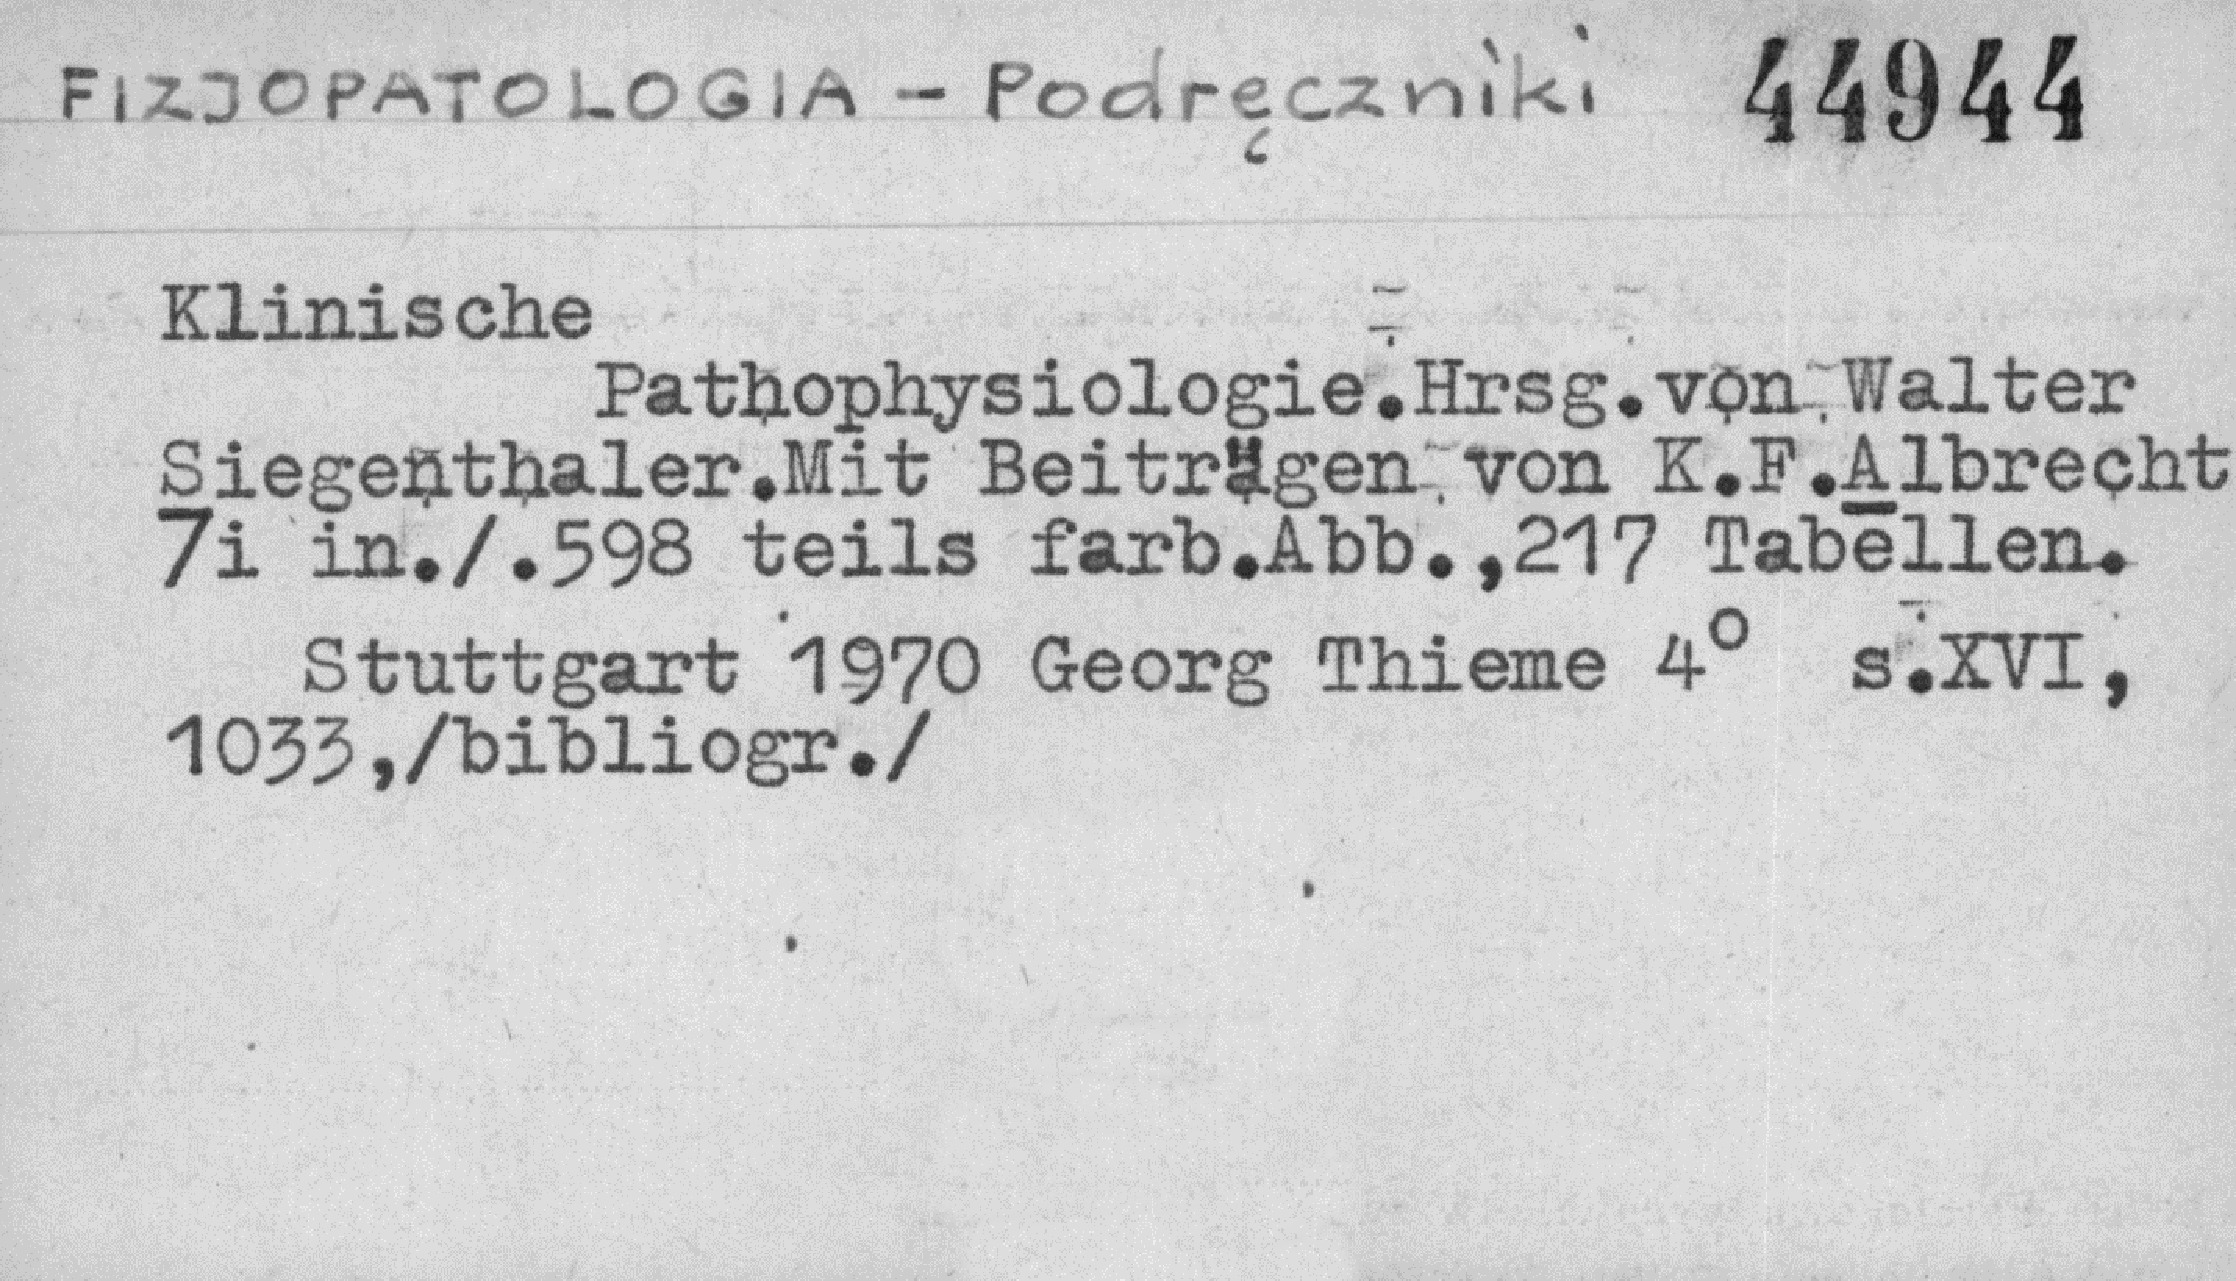 FIZJOPATOLOGIA - Podręczniki 44944
Klinische
Pathophysiologie.Hrsg.von Walter
Siegenthaler.Mit Beiträgen von K.F.Albrecht
7i in./.598 teils farb.Abb.,217 Tabellen.
Stuttgart 1970 Georg Thieme 4° s.XVI,
1033,/bibliogr./